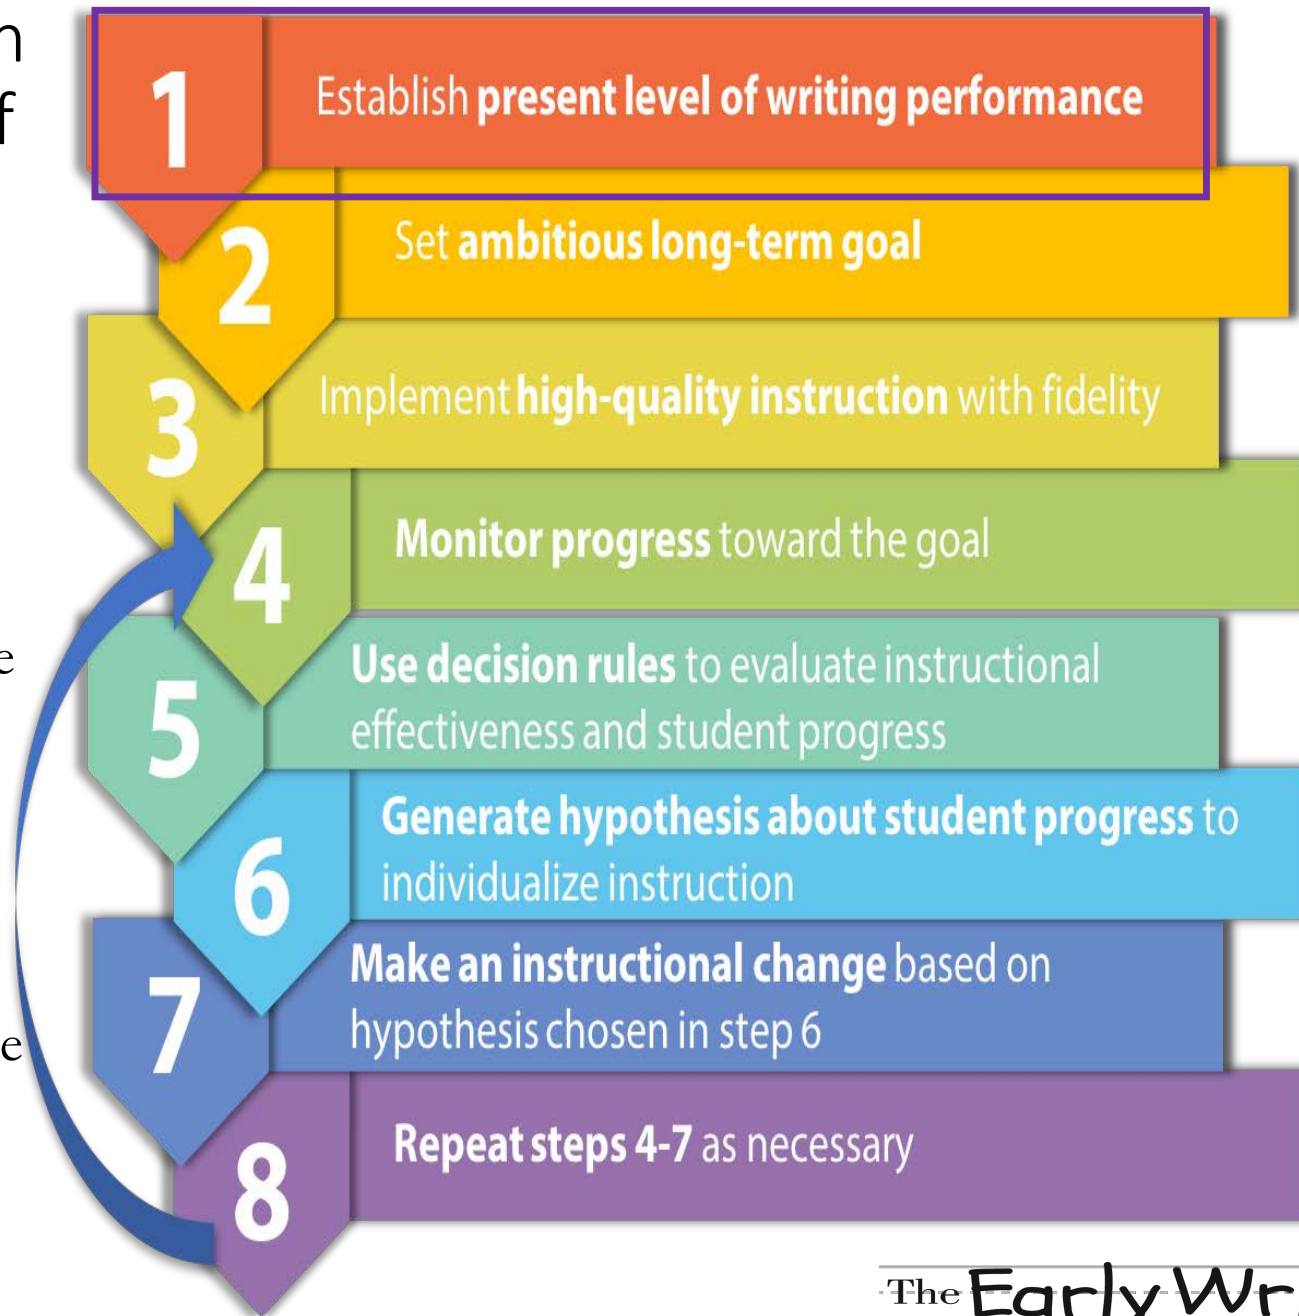 1
Establish present level of writing performance
2
Set ambitious long-term goal
3
Implement high-quality instruction with fidelity
4
Monitor progress toward the goal
5
Use decision rules to evaluate instructional
effectiveness and student progress
6
Generate hypothesis about student progress to
individualize instruction
7
Make an instructional change based on
hypothesis chosen in step 6
8
Repeat steps 4-7 as necessary
The Early